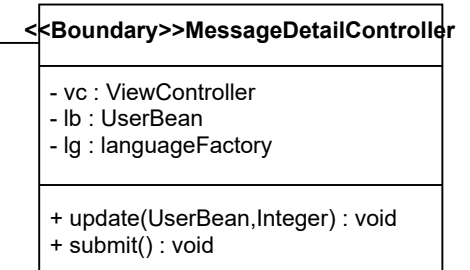 <<Boundary>>MessageDetailController
- vc : ViewController
- lb : UserBean
- lg : languageFactory
+ update(UserBean,Integer) : void
+ submit() : void